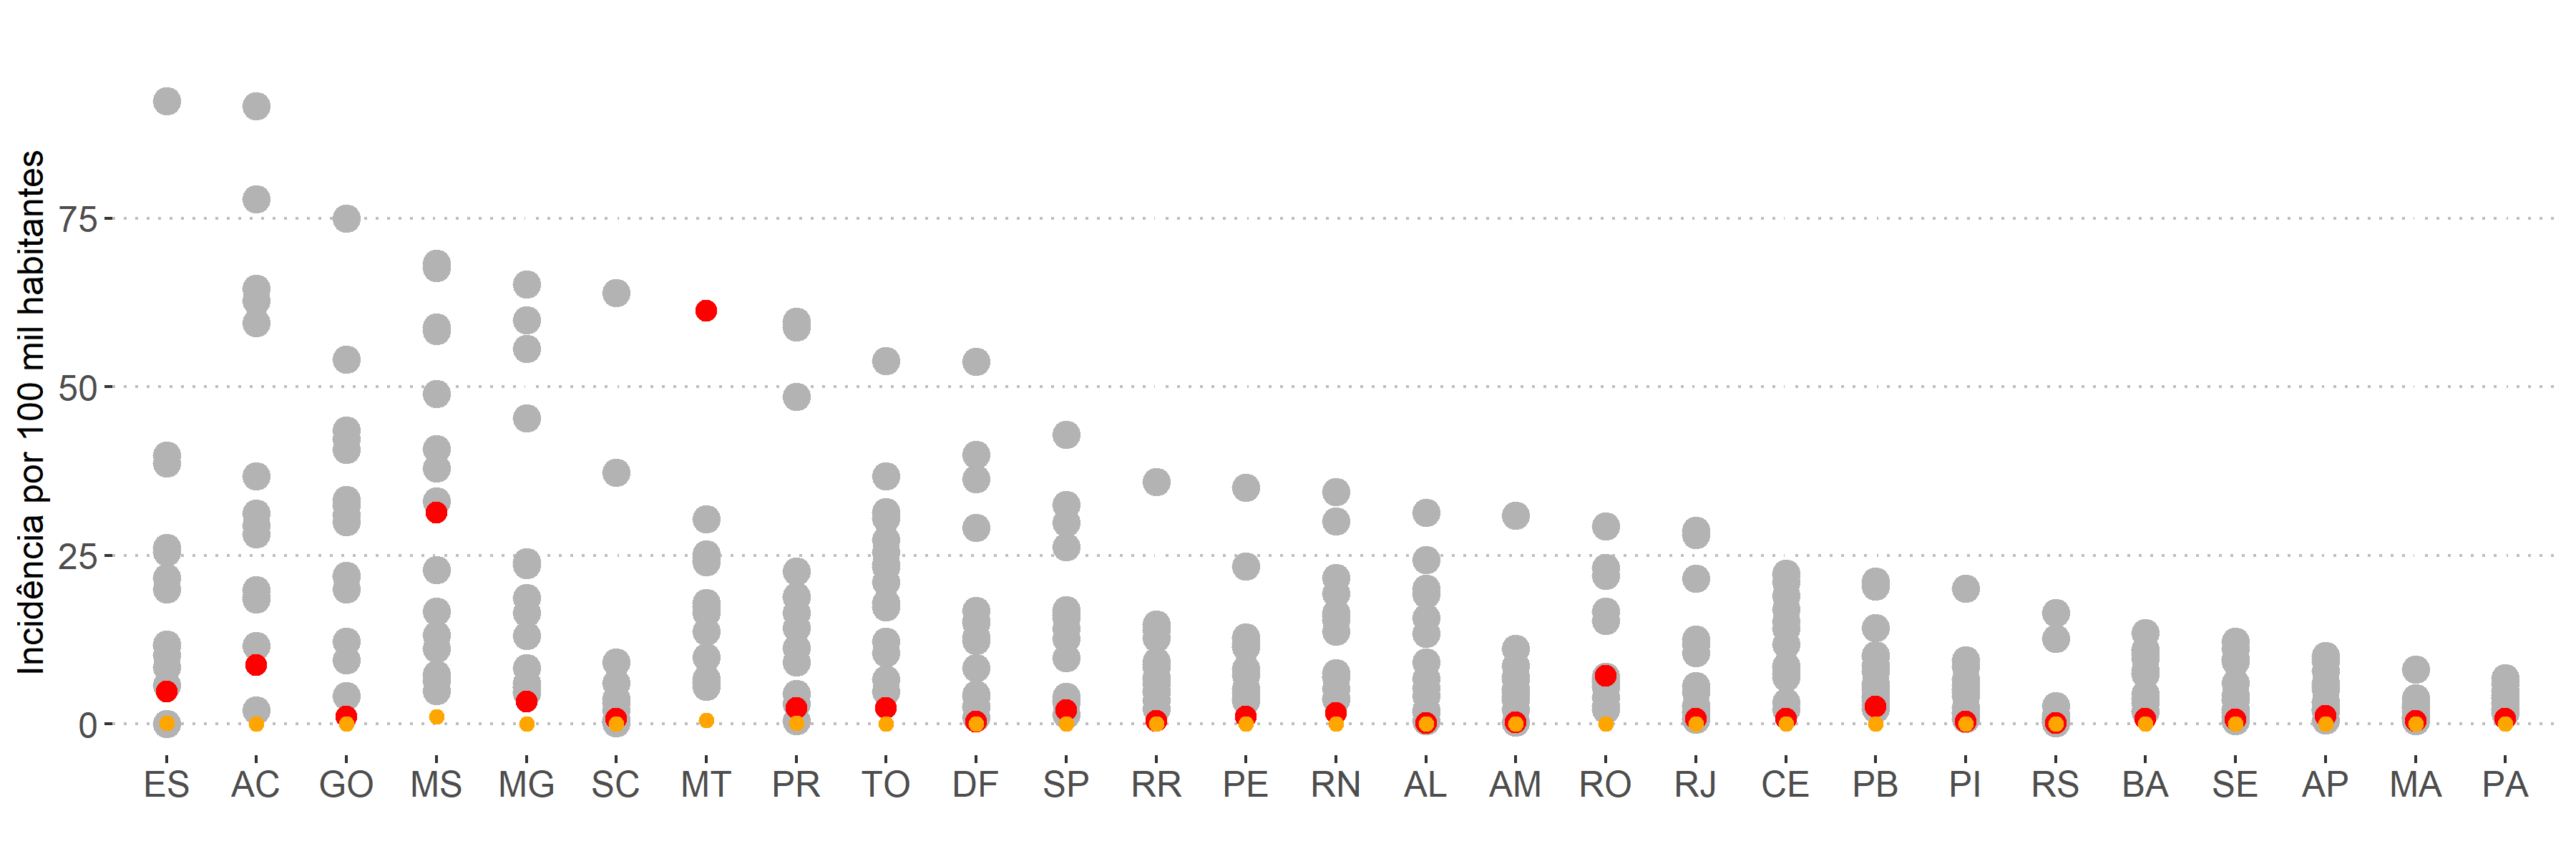 Incidência por 100 mil habitantes
75
50
25
0
ES AC GO MS MG SC MT PR TO DF SP RR PE RN AL AM RO RJ CE PB PI RS BA SE AP MA PA